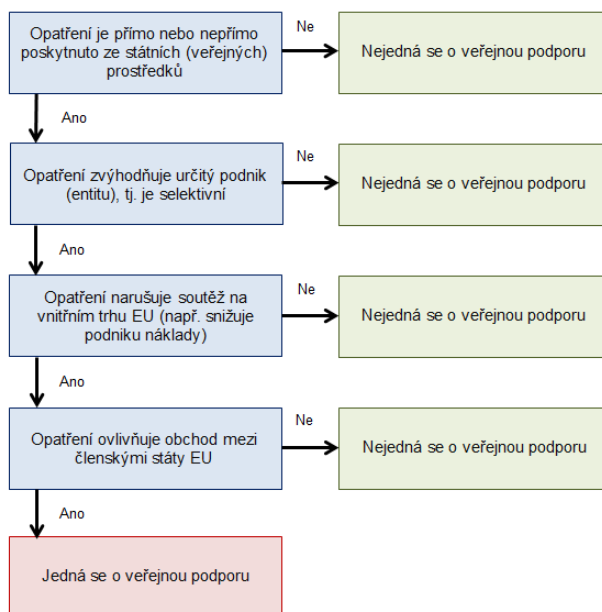 Opatření je přímo nebo nepřímo
poskytnuto ze státních (veřejných)
prostředků
Ne
Nejedná se o veřejnou podporu
Ano
Opatření zvýhodňuje určitý podnik
(entitu), tj. je selektivní
Ne
Nejedná se o veřejnou podporu
Ano
Opatření narušuje soutěž na
vnitřním trhu EU (např. snižuje
podniku náklady)
Ne
Nejedná se o veřejnou podporu
Ano
Opatření ovlivňuje obchod mezi
členskými státy EU
Ne
Nejedná se o veřejnou podporu
Ano
Jedná se o veřejnou podporu